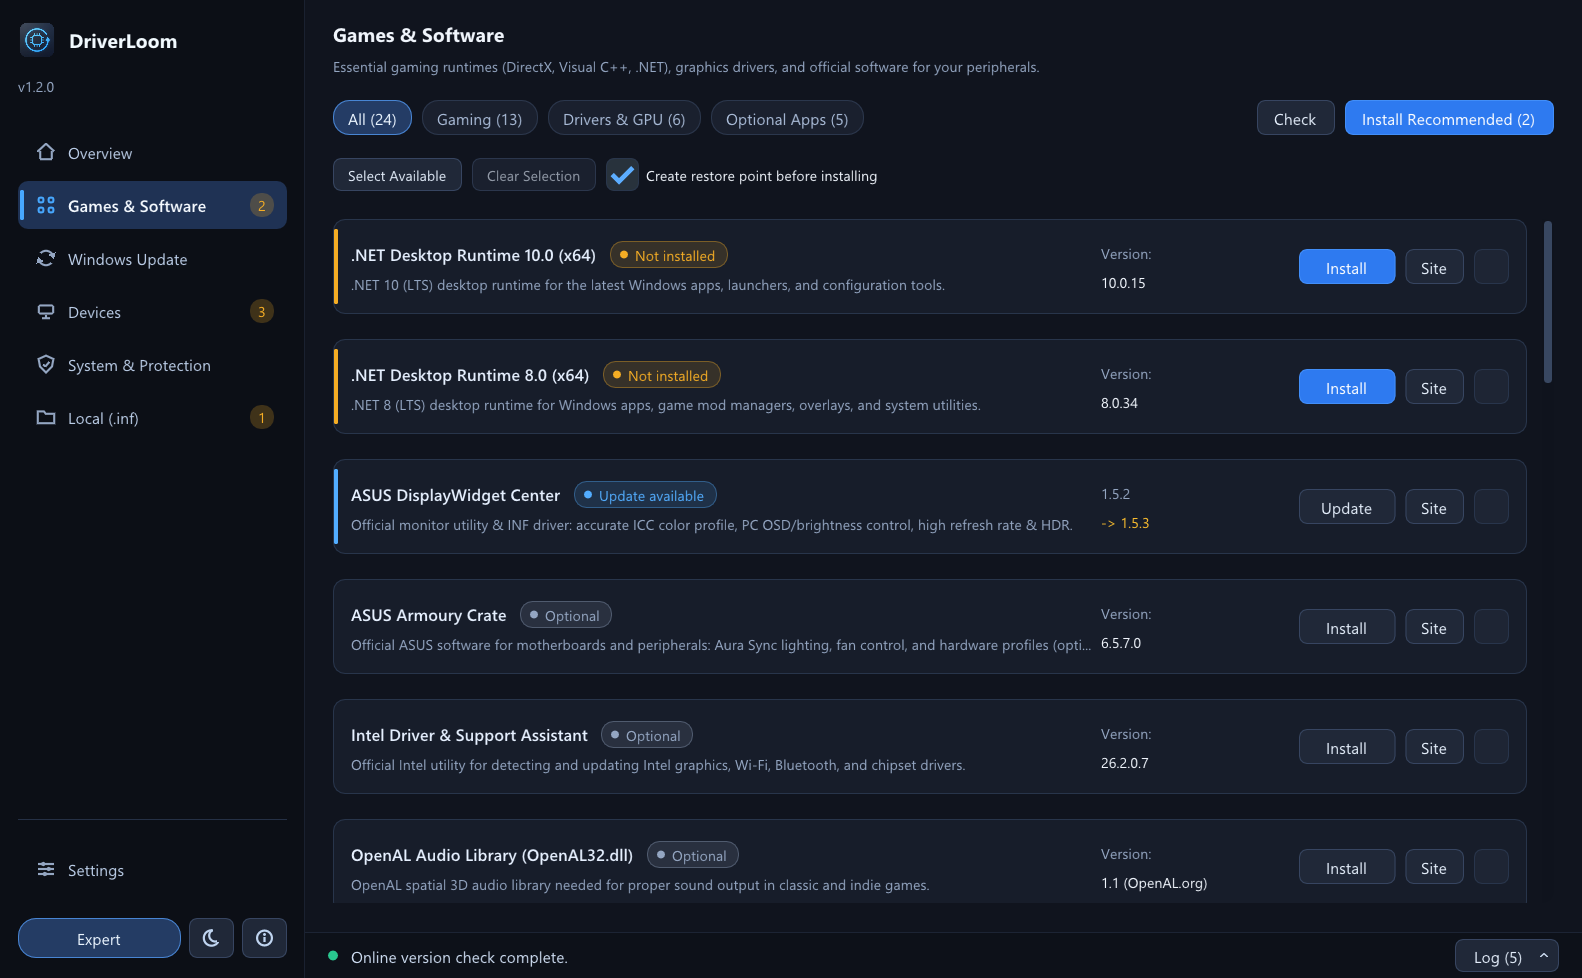 DriverLoom
v1.2.0
Overview
Games & Software 2
Windows Update
Devices 3
System & Protection
Local (.inf) 1
Settings
Expert
Games & Software
Essential gaming runtimes (DirectX, Visual C++, .NET), graphics drivers, and official software for your peripherals.
All (24) Gaming (13) Drivers & GPU (6) Optional Apps (5) Check Install Recommended (2)
Select Available Clear Selection Create restore point before installing
.NET Desktop Runtime 10.0 (x64) Not installed
.NET 10 (LTS) desktop runtime for the latest Windows apps, launchers, and configuration tools.
Version:
10.0.15
Install Site
.NET Desktop Runtime 8.0 (x64) Not installed
.NET 8 (LTS) desktop runtime for Windows apps, game mod managers, overlays, and system utilities.
Version:
8.0.34
Install Site
ASUS DisplayWidget Center Update available
Official monitor utility & INF driver: accurate ICC color profile, PC OSD/brightness control, high refresh rate & HDR.
1.5.2
-> 1.5.3
Update Site
ASUS Armoury Crate Optional
Official ASUS software for motherboards and peripherals: Aura Sync lighting, fan control, and hardware profiles (opti...
Version:
6.5.7.0
Install Site
Intel Driver & Support Assistant Optional
Official Intel utility for detecting and updating Intel graphics, Wi-Fi, Bluetooth, and chipset drivers.
Version:
26.2.0.7
Install Site
OpenAL Audio Library (OpenAL32.dll) Optional
OpenAL spatial 3D audio library needed for proper sound output in classic and indie games.
Version:
1.1 (OpenAL.org)
Install Site
Online version check complete.
Log (5)